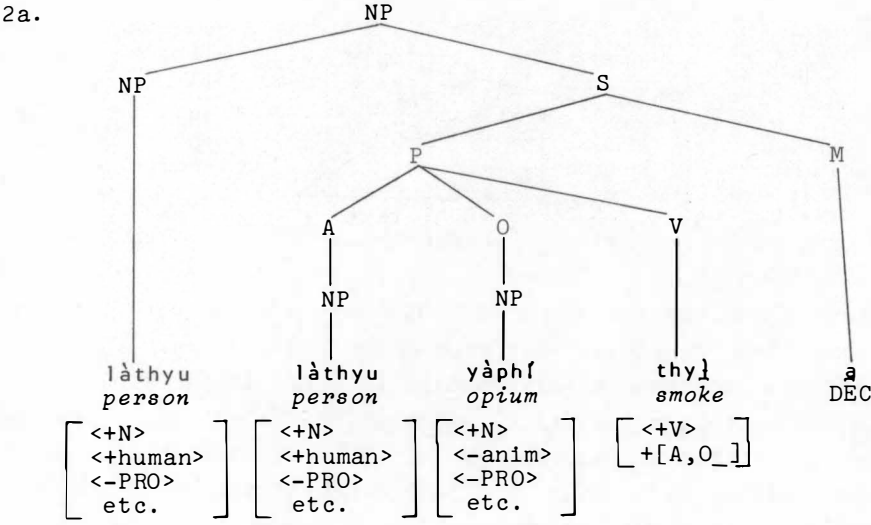 2a.
NP
NP S
P M
A O V
NP NP
làthyu làthyu yàphí thyḭ̀ a̰
person person opium smoke DEC
<+N> <+N> <+N> <+V>
<+human> <+human> <-anim> +[A,O_]
<-PRO> <-PRO> <-PRO>
etc. etc. etc.